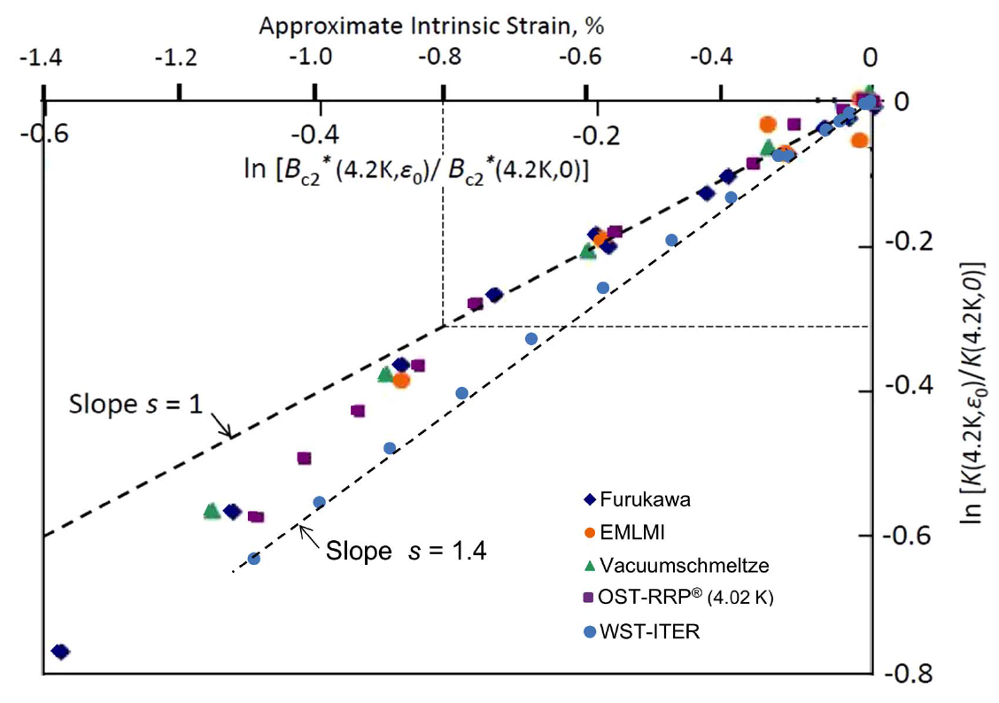 Approximate Intrinsic Strain, %
-1.4 -1.2 -1.0 -0.8 -0.6 -0.4 0
0
-0.6 -0.4 -0.2
ln [Bc2*(4.2K,ε0)/ Bc2*(4.2K,0)]
-0.2
ln [K(4.2K,ε0)/K(4.2K,0)]
-0.4
Slope s = 1
Furukawa
EMLMI
-0.6
Slope s = 1.4
Vacuumschmeltze
OST-RRP® (4.02 K)
WST-ITER
-0.8